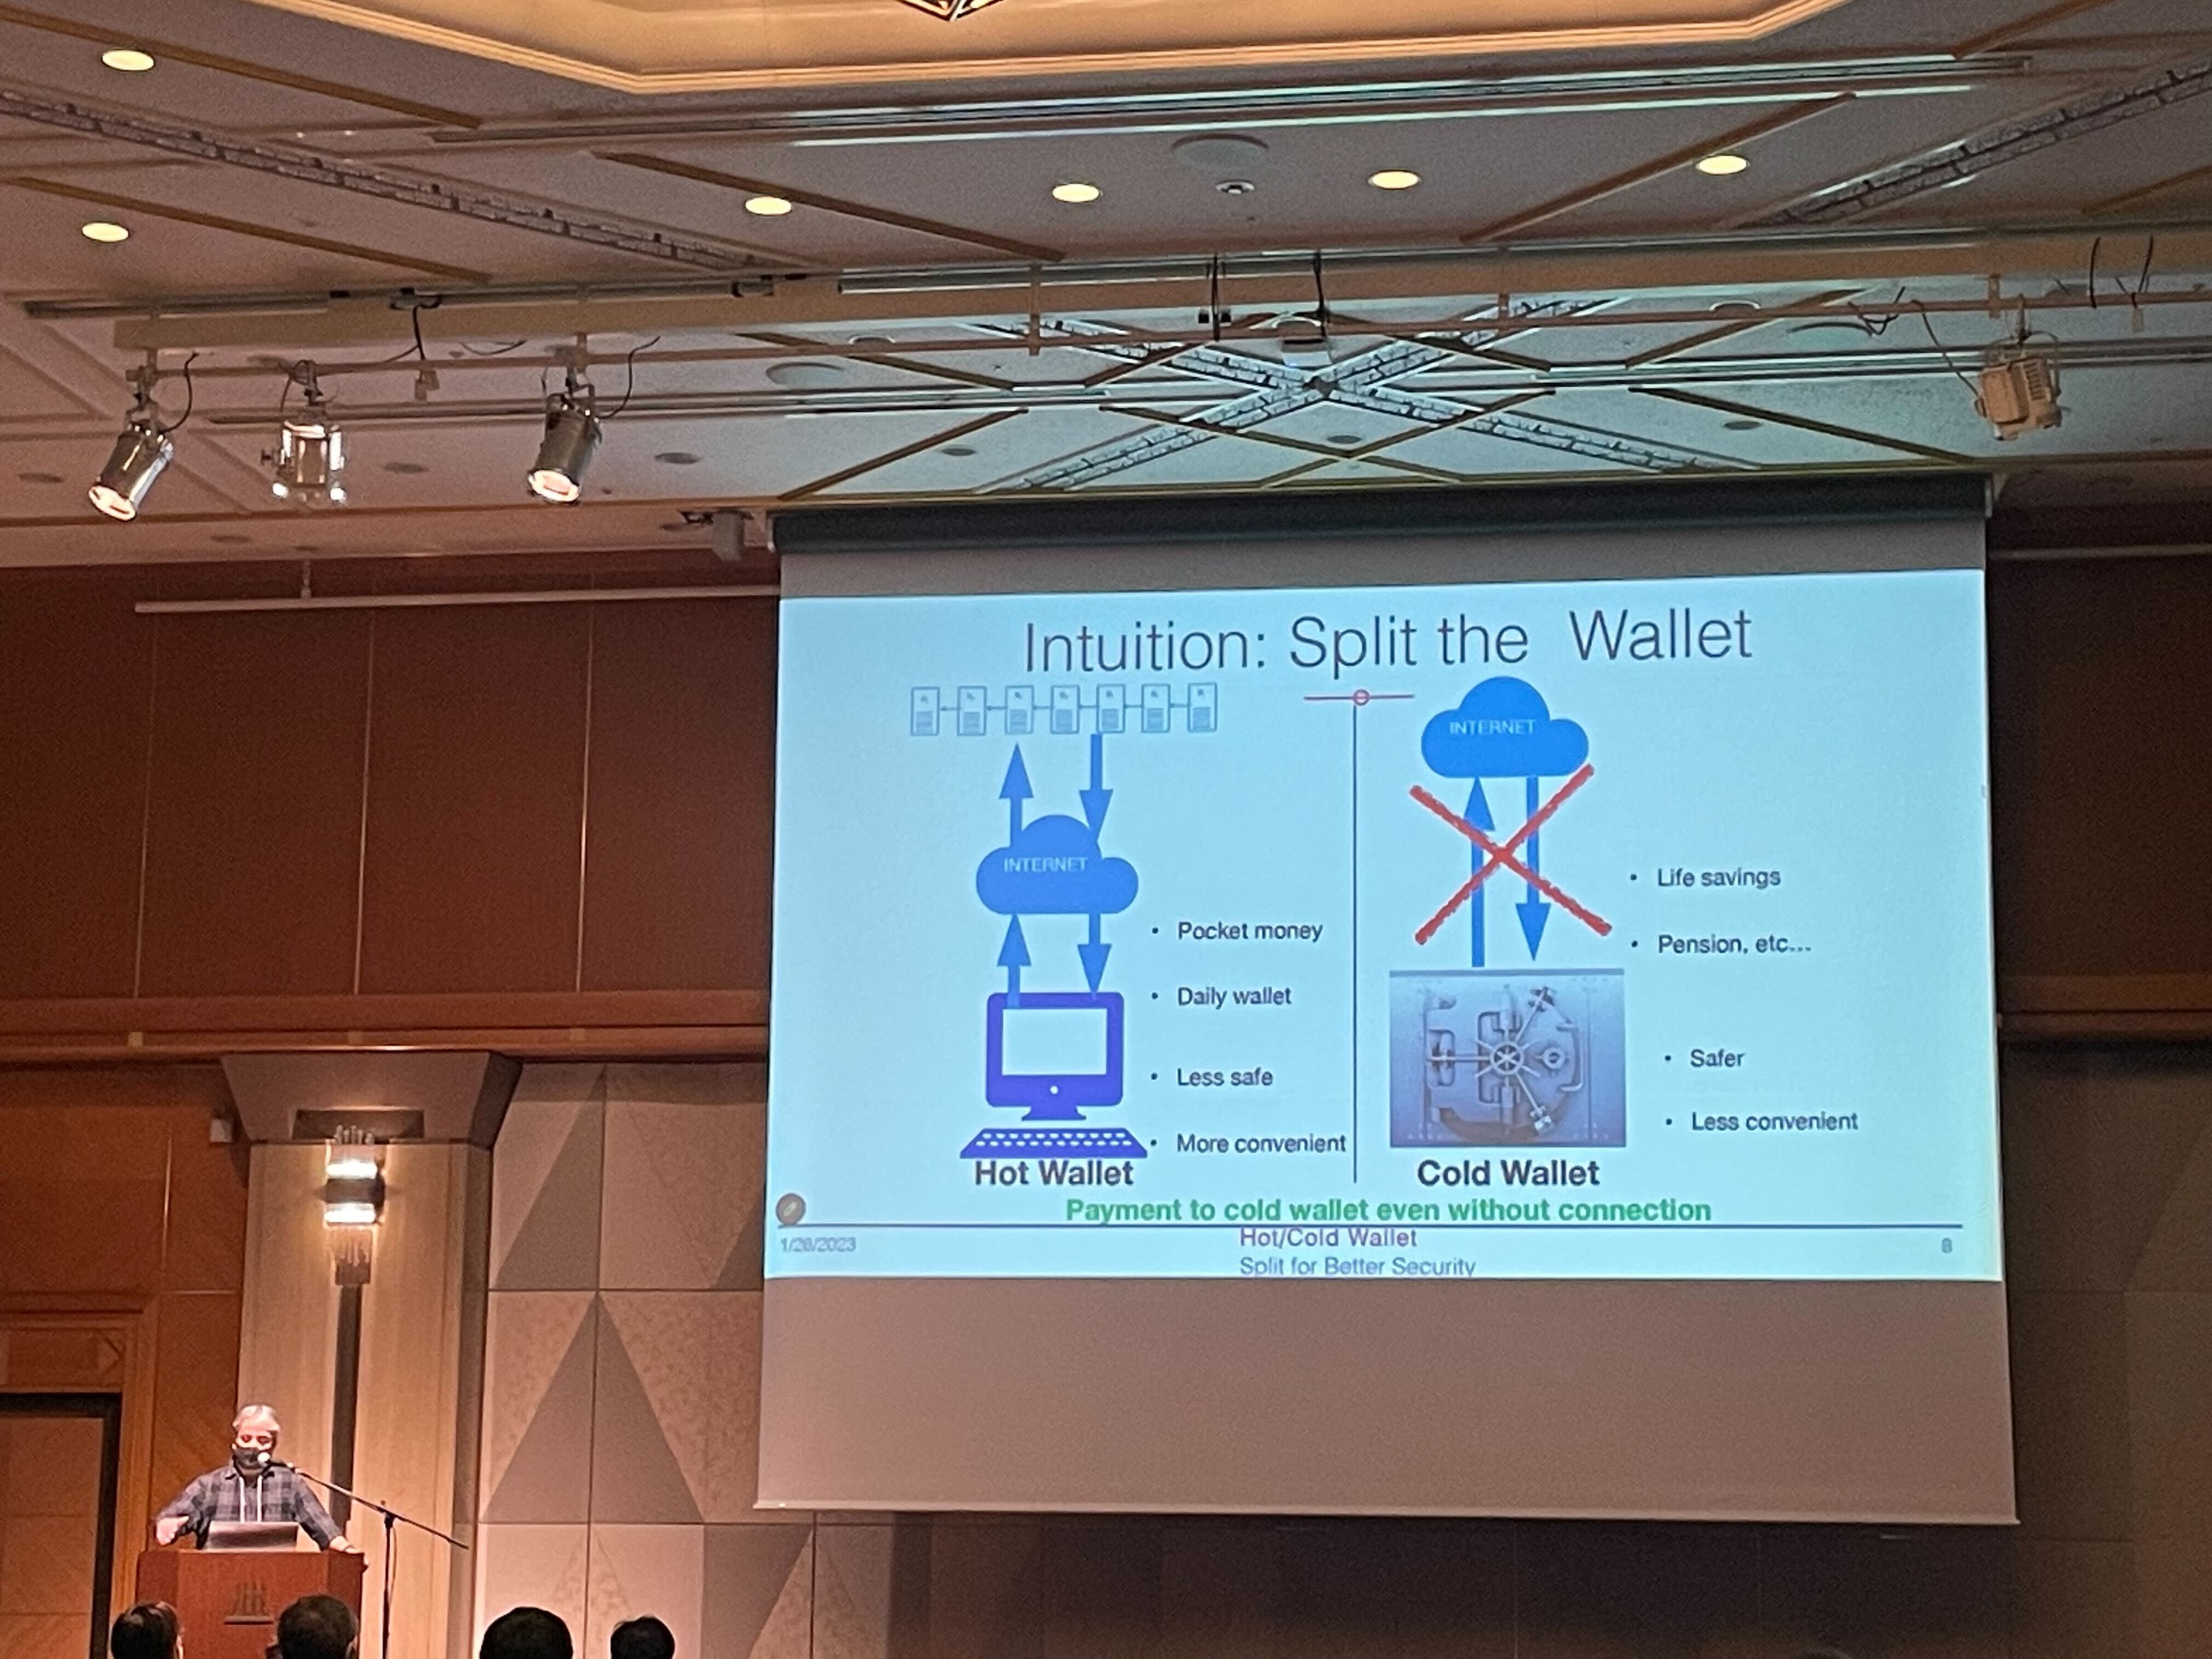 Intuition: Split the Wallet
INTERNET
Pocket money
Daily wallet
Less safe
More convenient
Hot Wallet
INTERNET
Life savings
Pension, etc...
Safer
Less convenient
Cold Wallet
Payment to cold wallet even without connection
1/26/2023
Hot/Cold Wallet
Split for Better Security
8